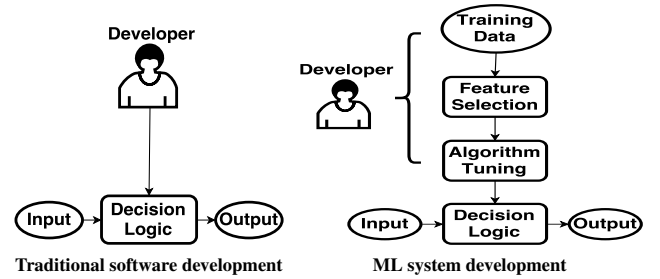 Developer
Input
Decision
Logic
Output
Traditional software development
Training
Data
Developer
Feature
Selection
Algorithm
Tuning
Input
Decision
Logic
Output
ML system development